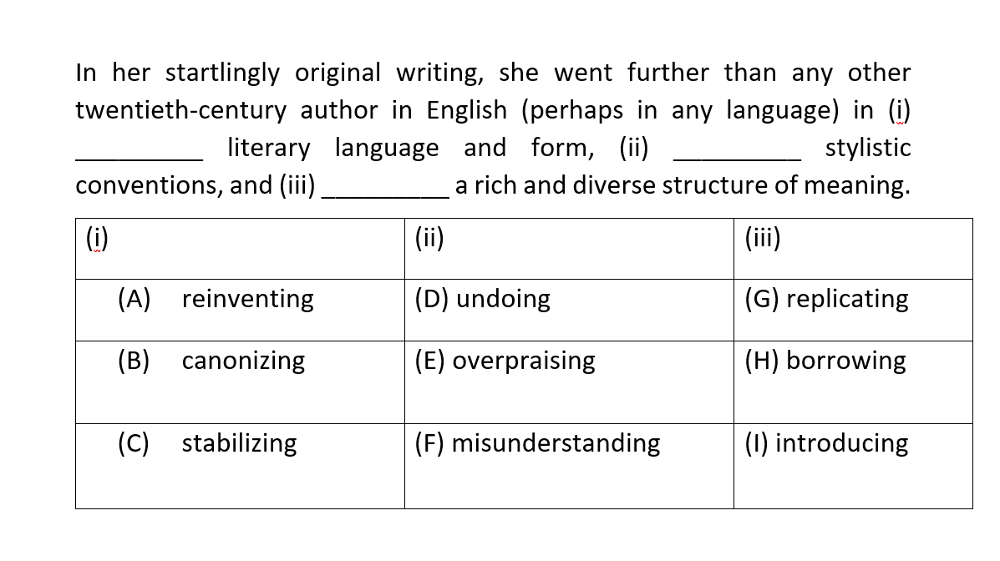 In her startlingly original writing, she went further than any other
twentieth-century author in English (perhaps in any language) in (i)
_________ literary language and form, (ii) _________ stylistic
conventions, and (iii) _________ a rich and diverse structure of meaning.
(i) (ii) (iii)
(A) reinventing (D) undoing (G) replicating
(B) canonizing (E) overpraising (H) borrowing
(C) stabilizing (F) misunderstanding (I) introducing